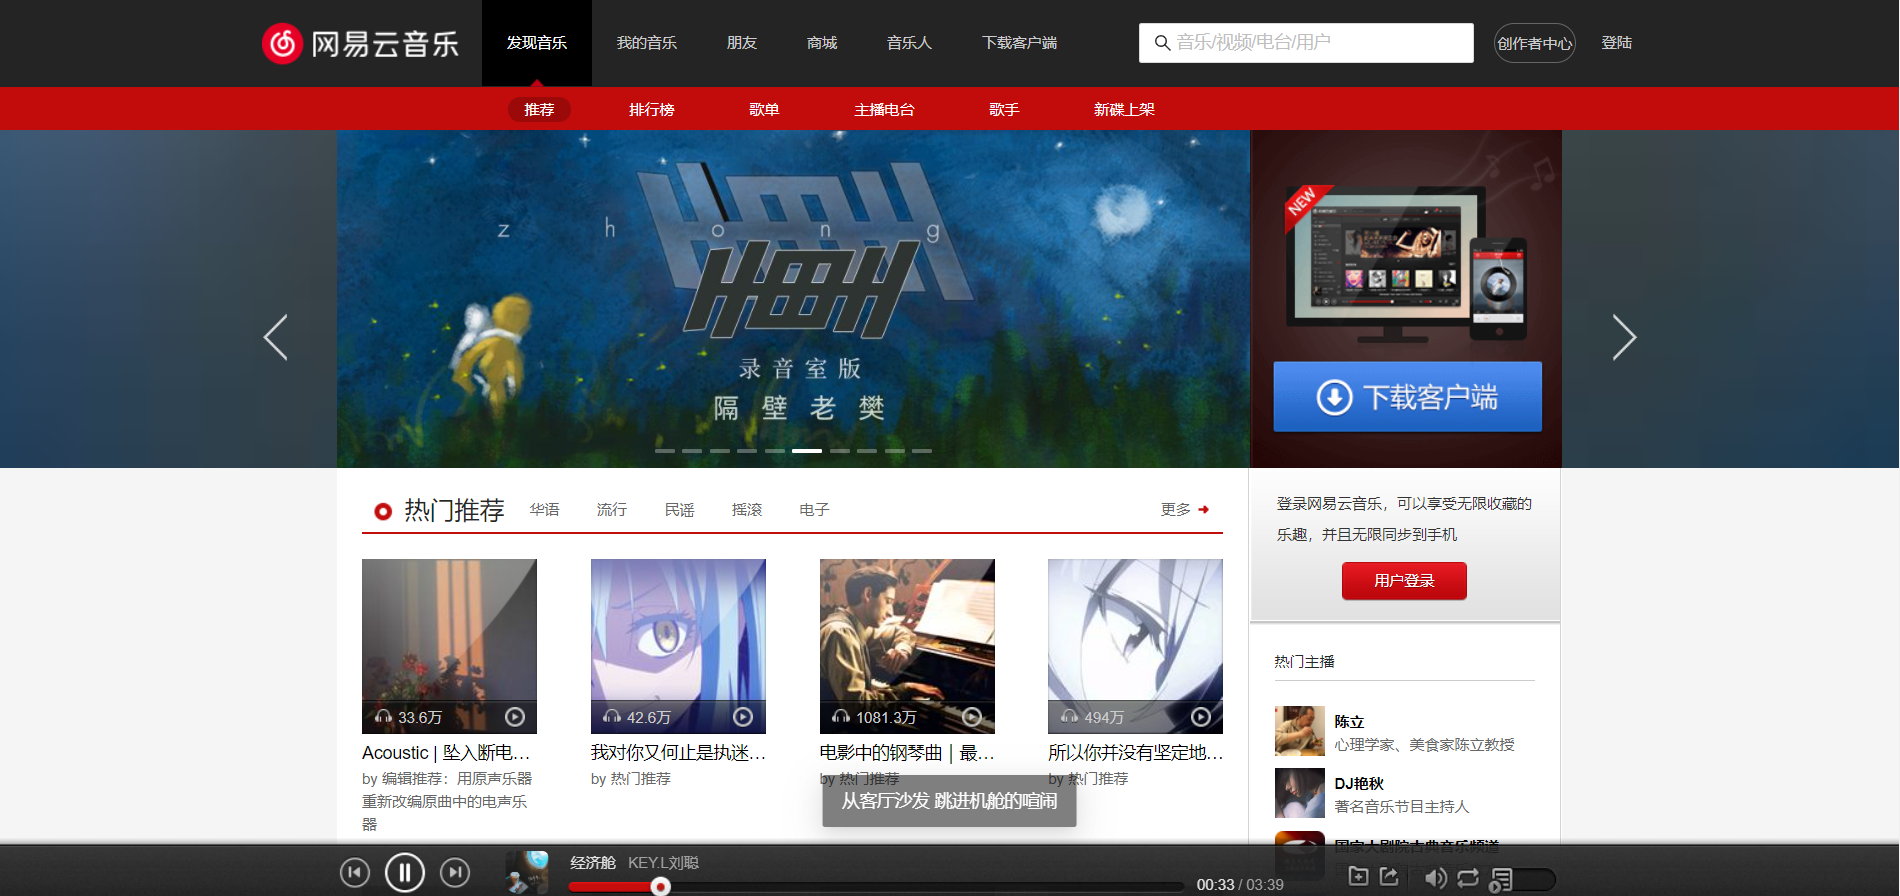 网易云音乐 发现音乐 我的音乐 朋友 商城 音乐人 下载客户端 音乐/视频/电台/用户 创作者中心 登陆
推荐 排行榜 歌单 主播电台 歌手 新碟上架
NEW
z h o n g
录音室版
隔壁老樊
下载客户端
热门推荐 华语 流行 民谣 摇滚 电子 更多
登录网易云音乐，可以享受无限收藏的
乐趣，并且无限同步到手机
用户登录
33.6万 42.6万 1081.3万 494万
Acoustic | 坠入断电... 我对你又何止是执迷... 电影中的钢琴曲 | 最... 所以你并没有坚定地...
by 编辑推荐：用原声乐器
重新改编原曲中的电声乐
器
by 热门推荐 by 热门推荐 by 热门推荐
从客厅沙发 跳进机舱的喧闹
热门主播
陈立
心理学家、美食家陈立教授
DJ艳秋
著名音乐节目主持人
国家大剧院古典音乐频道
经济舱 KEY.L刘聪
00:33 / 03:39